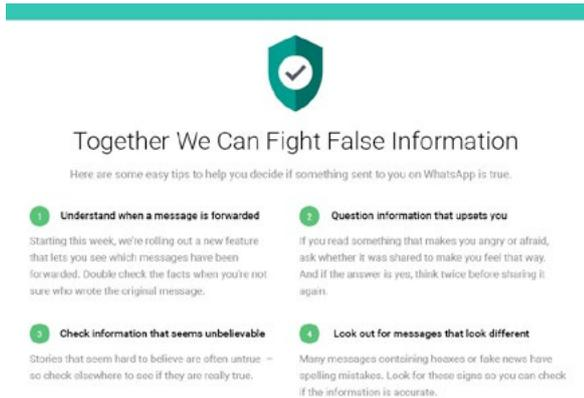 Together We Can Fight False Information
Here are some easy tips to help you decide if something sent to you on WhatsApp is true.
1 Understand when a message is forwarded
Starting this week, we're rolling out a new feature
that lets you see which messages have been
forwarded. Double check the facts when you're not
sure who wrote the original message.
2 Question information that upsets you
If you read something that makes you angry or afraid,
ask whether it was shared to make you feel that way.
And if the answer is yes, think twice before sharing it
again.
3 Check information that seems unbelievable
Stories that seem hard to believe are often untrue –
so check elsewhere to see if they are really true.
4 Look out for messages that look different
Many messages containing hoaxes or fake news have
spelling mistakes. Look for these signs so you can check
if the information is accurate.